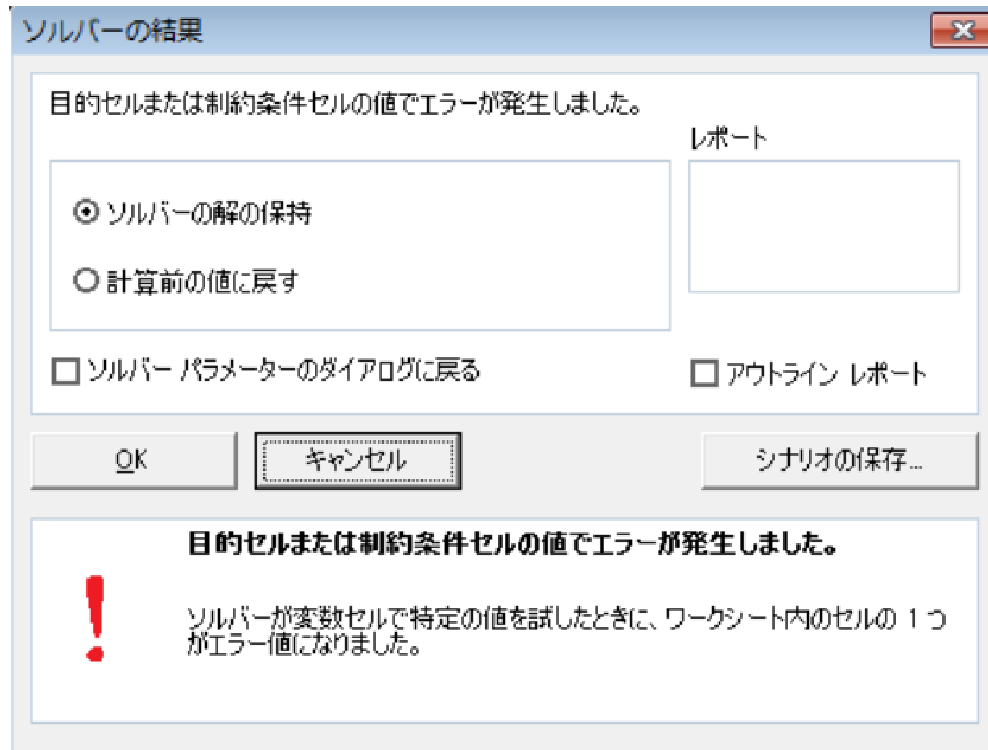 ソルバーの結果
目的セルまたは制約条件セルの値でエラーが発生しました。
レポート
ソルバーの解の保持
計算前の値に戻す
ソルバー パラメーターのダイアログに戻る
アウトライン レポート
OK
キャンセル
シナリオの保存...
目的セルまたは制約条件セルの値でエラーが発生しました。
ソルバーが変数セルで特定の値を試したときに、ワークシート内のセルの 1 つ
がエラー値になりました。